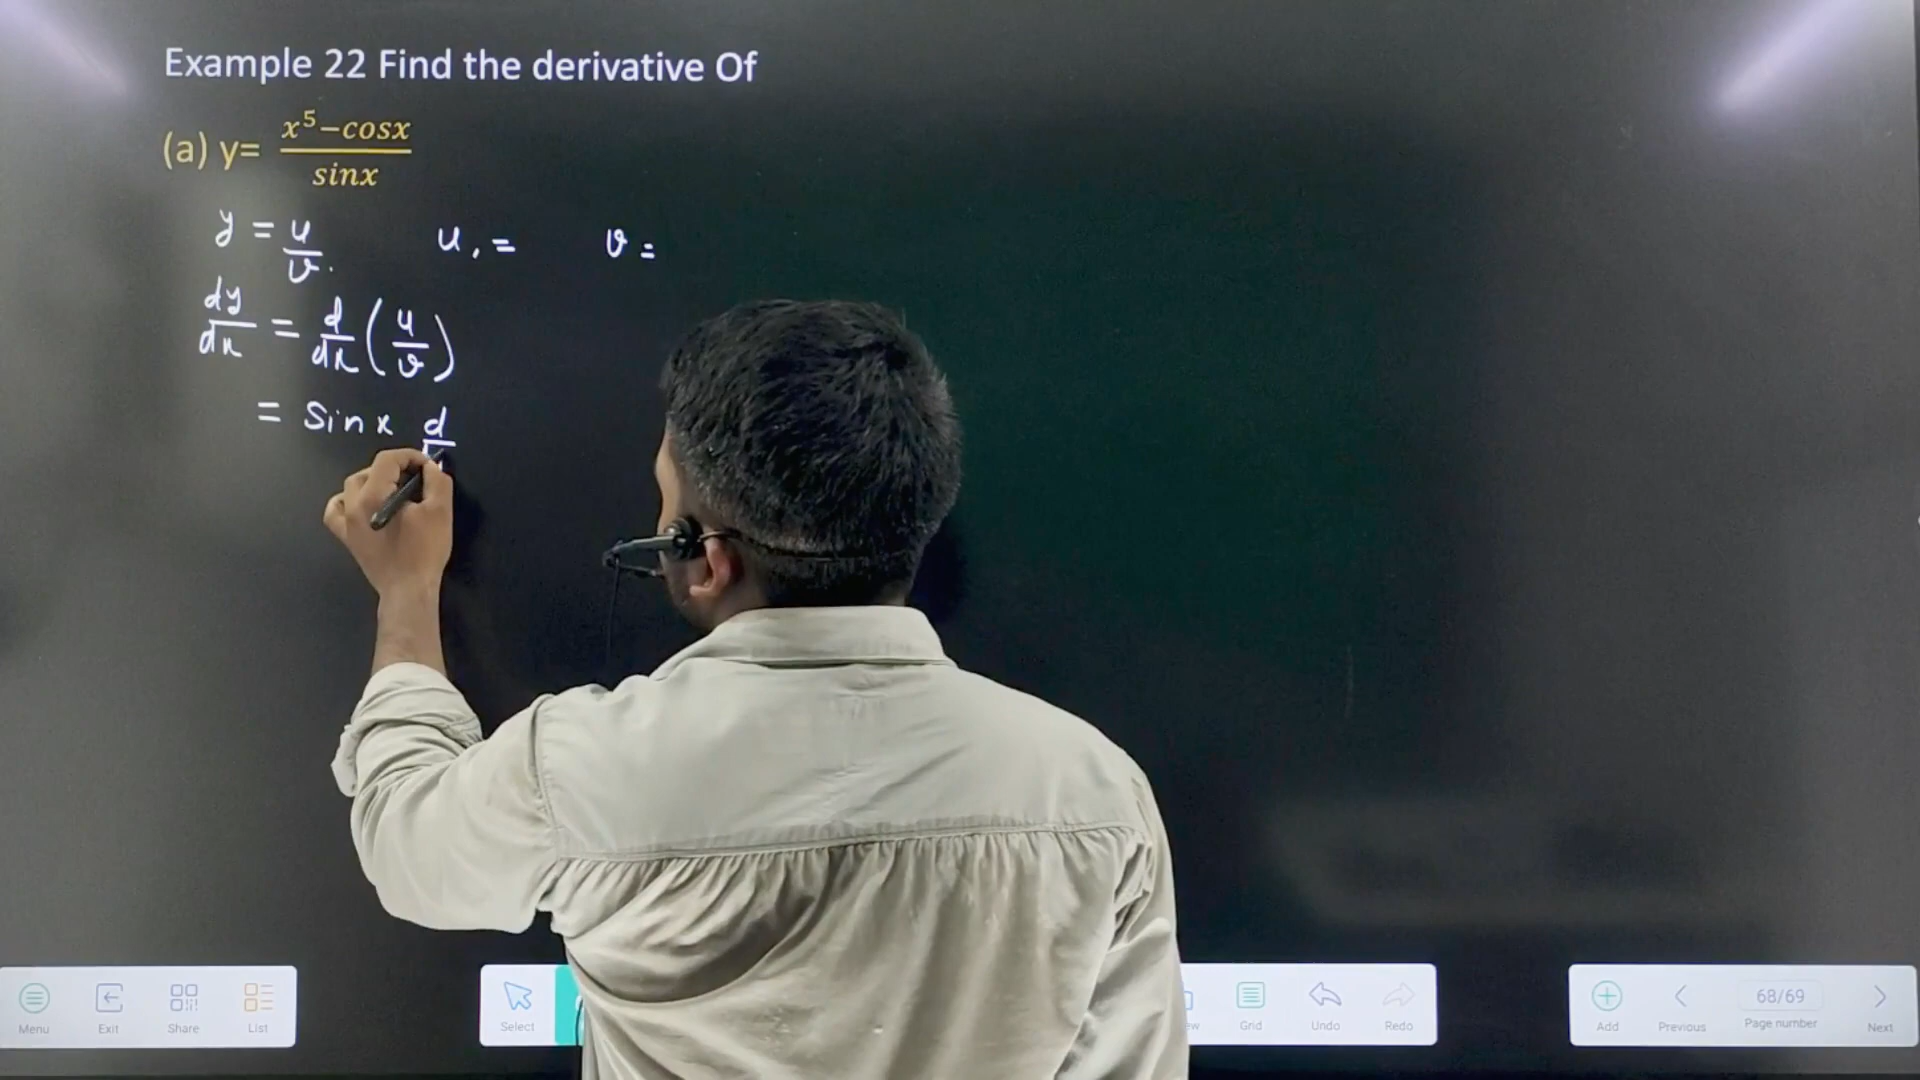 Example 22 Find the derivative Of
(a) y= x⁵−cosx / sinx
y = u/v. u, = v =
dy/dx = d/dx (u/v)
= Sinx d
Menu Exit Share List Select Grid Undo Redo Add Previous 68/69 Page number Next